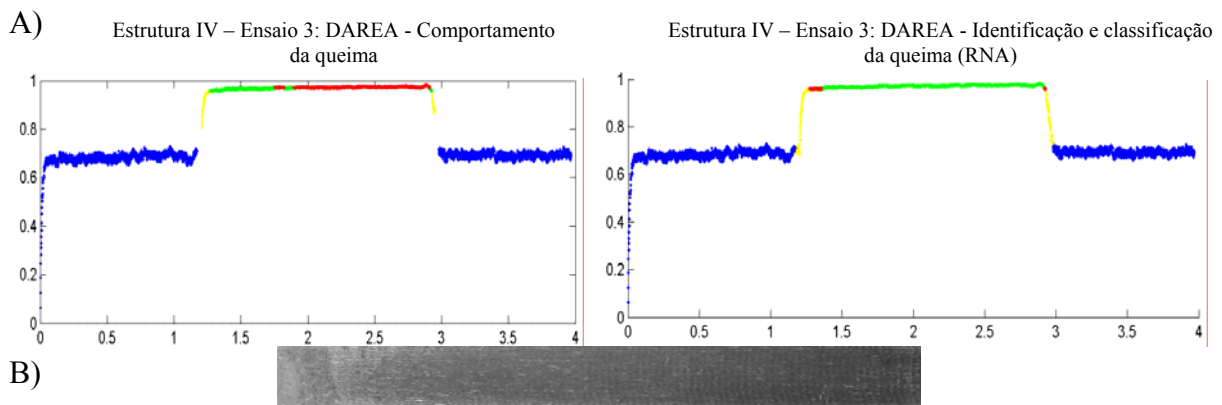 A)
Estrutura IV – Ensaio 3: DAREA - Comportamento
da queima
Estrutura IV – Ensaio 3: DAREA - Identificação e classificação
da queima (RNA)
1
0.8
0.6
0.4
0.2
0
0 0.5 1 1.5 2 2.5 3 3.5 4
1
0.8
0.6
0.4
0.2
0
0 0.5 1 1.5 2 2.5 3 3.5 4
B)